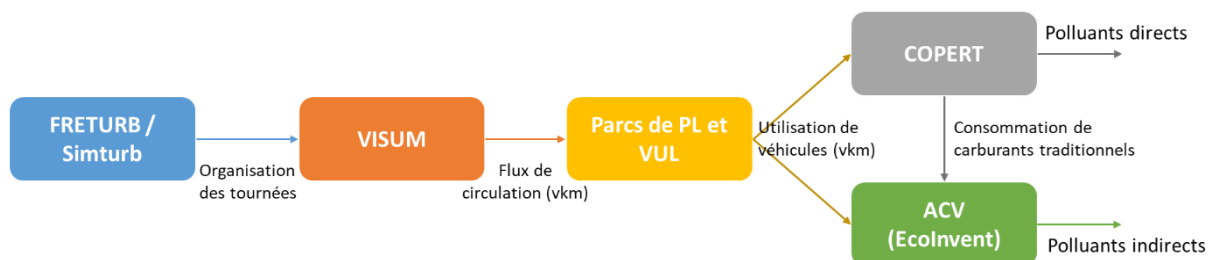 FRETURB /
Simturb
Organisation
des tournées
VISUM
Flux de
circulation (vkm)
Parcs de PL et
VUL
Utilisation de
véhicules (vkm)
COPERT
Polluants directs
Consommation de
carburants traditionnels
ACV
(EcoInvent)
Polluants indirects